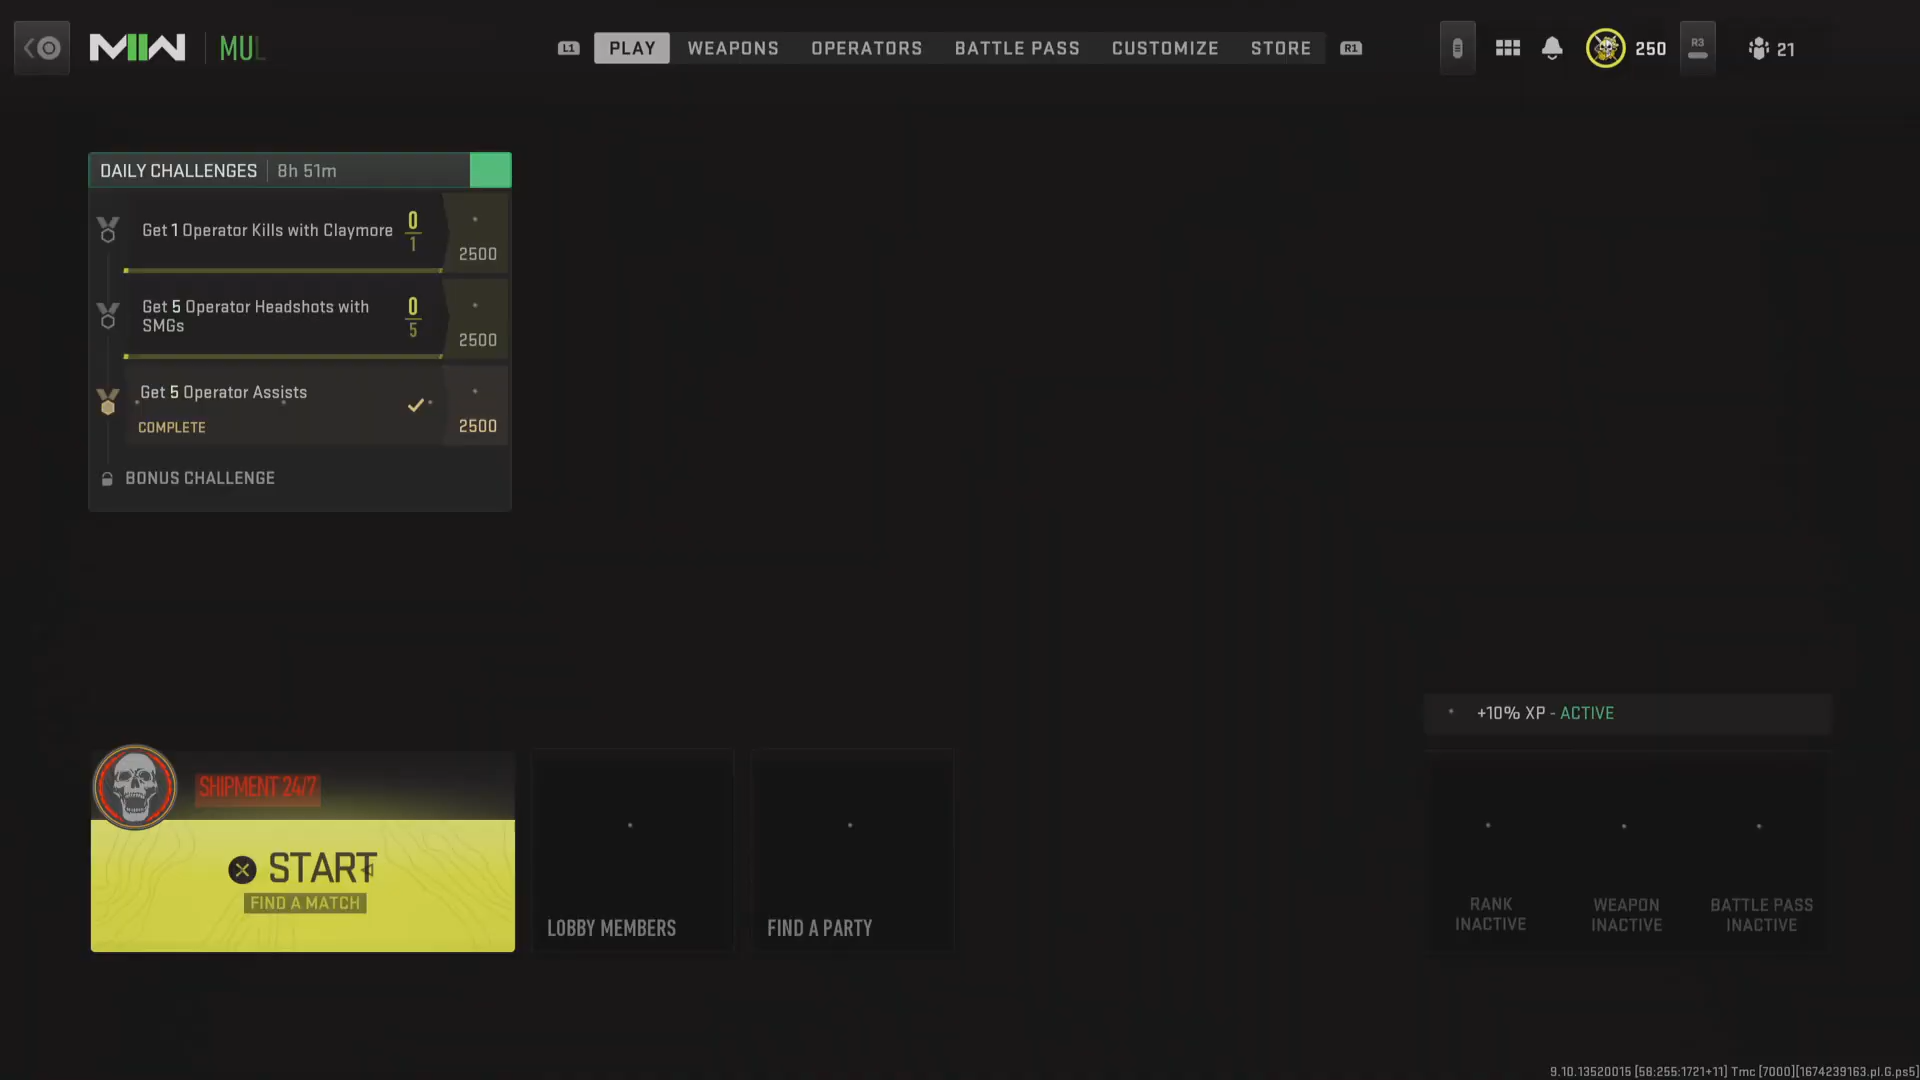 MWII | MUL
L1 PLAY WEAPONS OPERATORS BATTLE PASS CUSTOMIZE STORE R1
250 R3 21
DAILY CHALLENGES | 8h 51m
Get 1 Operator Kills with Claymore 0/1
2500
Get 5 Operator Headshots with
SMGs 0/5
2500
Get 5 Operator Assists
COMPLETE 2500
BONUS CHALLENGE
+10% XP - ACTIVE
SHIPMENT 24/7
START
FIND A MATCH
LOBBY MEMBERS
FIND A PARTY
RANK
INACTIVE
WEAPON
INACTIVE
BATTLE PASS
INACTIVE
9.10.13520015 [58:255:1721+11] Tmc [7000][1674239163.pl.G.ps5]